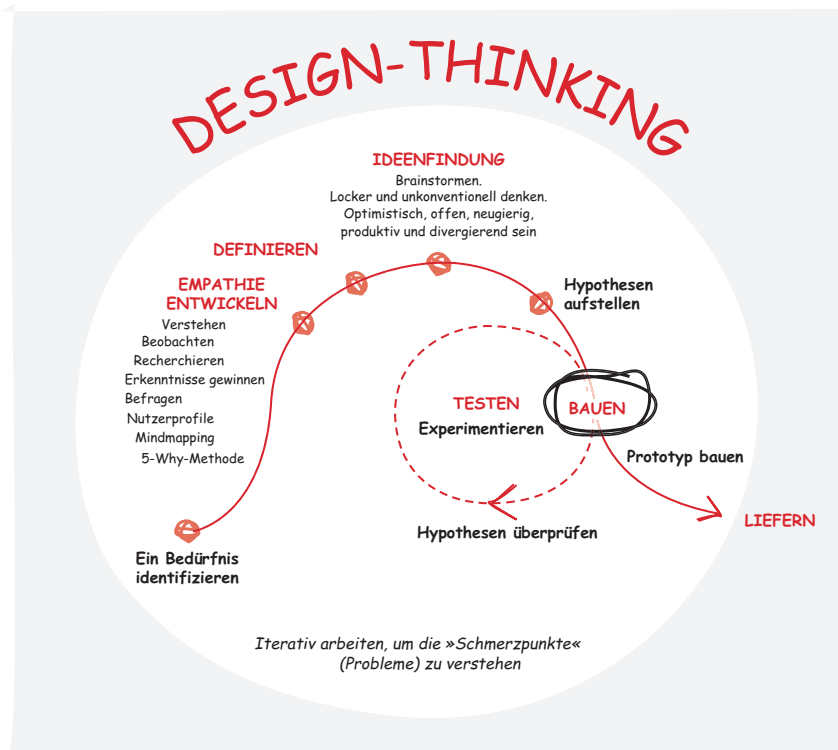 DESIGN-THINKING
IDEENFINDUNG
Brainstormen.
Locker und unkonventionell denken.
Optimistisch, offen, neugierig,
produktiv und divergierend sein
DEFINIEREN
EMPATHIE
ENTWICKELN
Verstehen
Beobachten
Recherchieren
Erkenntnisse gewinnen
Befragen
Nutzerprofile
Mindmapping
5-Why-Methode
Ein Bedürfnis
identifizieren
Hypothesen
aufstellen
TESTEN
Experimentieren
BAUEN
Prototyp bauen
Hypothesen überprüfen
LIEFERN
Iterativ arbeiten, um die »Schmerzpunkte«
(Probleme) zu verstehen